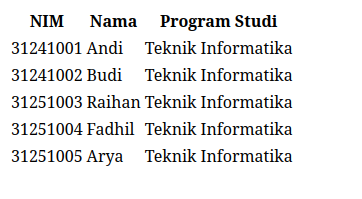 NIM Nama Program Studi
31241001 Andi Teknik Informatika
31241002 Budi Teknik Informatika
31251003 Raihan Teknik Informatika
31251004 Fadhil Teknik Informatika
31251005 Arya Teknik Informatika